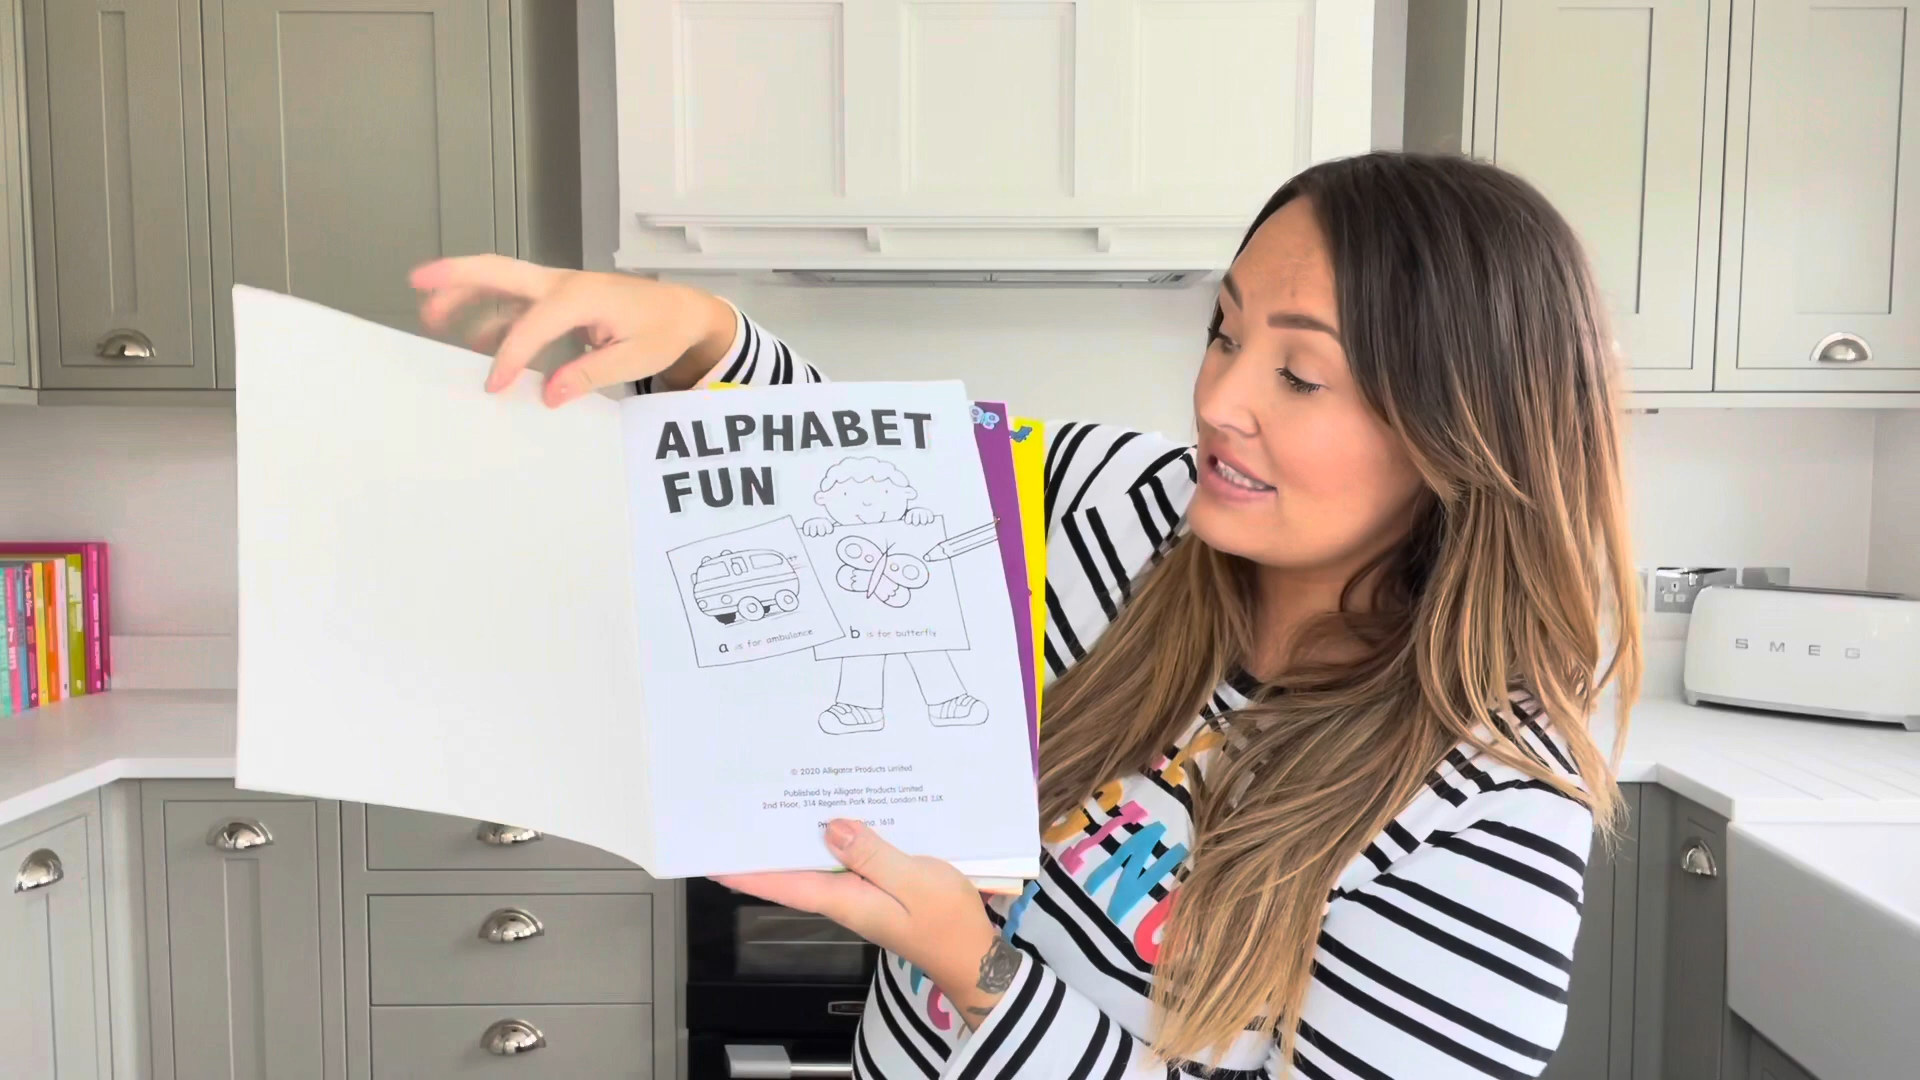 ALPHABET
FUN
a is for ambulance
b is for butterfly
© 2020 Alligator Products Limited
Published by Alligator Products Limited
2nd Floor, 314 Regents Park Road, London N3
1618
SMEG